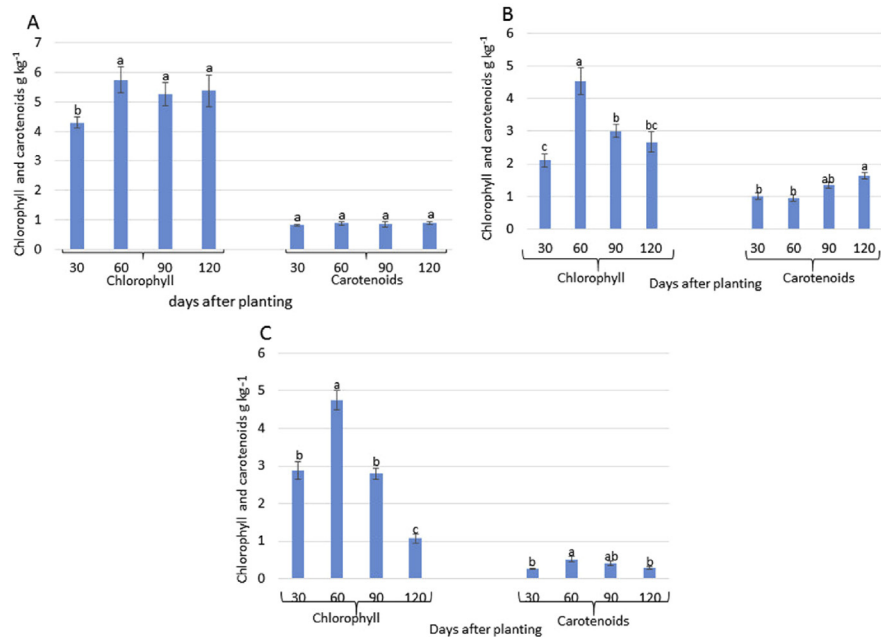 A
Chlorophyll and carotenoids g kg⁻¹
7
6
5
4
3
2
1
0
b
a
a
a
a
a
a
a
30 60 90 120 30 60 90 120
Chlorophyll Carotenoids
days after planting
B
Chlorophyll and carotenoids g kg⁻¹
6
5
4
3
2
1
0
c
a
b
bc
b
b
ab
a
30 60 90 120 30 60 90 120
Chlorophyll Days after planting Carotenoids
C
Chlorophyll and carotenoids g kg-1
6
5
4
3
2
1
0
b
a
b
c
b
a
ab
b
30 60 90 120 30 60 90 120
Chlorophyll Days after planting Carotenoids